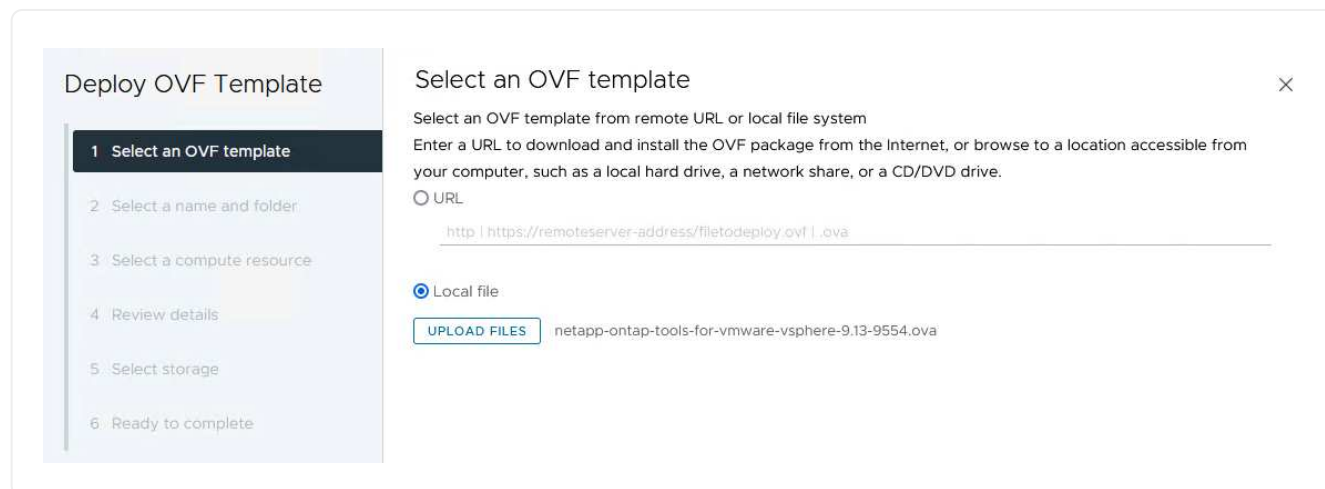 Deploy OVF Template
1 Select an OVF template
2 Select a name and folder
3 Select a compute resource
4 Review details
5 Select storage
6 Ready to complete
Select an OVF template
Select an OVF template from remote URL or local file system
Enter a URL to download and install the OVF package from the Internet, or browse to a location accessible from
your computer, such as a local hard drive, a network share, or a CD/DVD drive.
URL
http | https://remoteserver-address/filetodeploy.ovf | .ova
Local file
UPLOAD FILES netapp-ontap-tools-for-vmware-vsphere-9.13-9554.ova